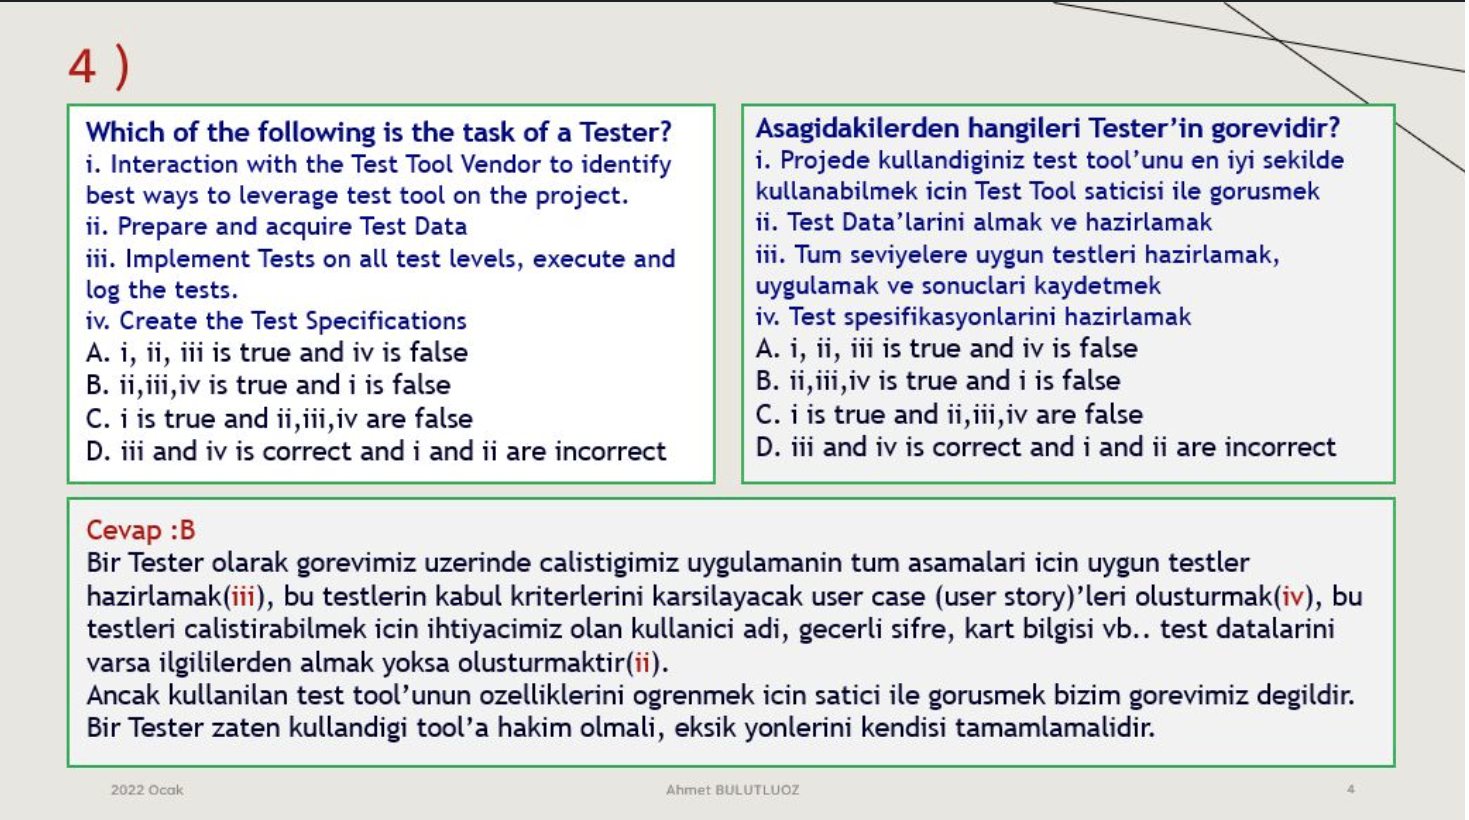 4 )
Which of the following is the task of a Tester?
i. Interaction with the Test Tool Vendor to identify
best ways to leverage test tool on the project.
ii. Prepare and acquire Test Data
iii. Implement Tests on all test levels, execute and
log the tests.
iv. Create the Test Specifications
A. i, ii, iii is true and iv is false
B. ii,iii,iv is true and i is false
C. i is true and ii,iii,iv are false
D. iii and iv is correct and i and ii are incorrect
Asagidakilerden hangileri Tester’in gorevidir?
i. Projede kullandiginiz test tool’unu en iyi sekilde
kullanabilmek icin Test Tool saticisi ile gorusmek
ii. Test Data’larini almak ve hazirlamak
iii. Tum seviyelere uygun testleri hazirlamak,
uygulamak ve sonuclari kaydetmek
iv. Test spesifikasyonlarini hazirlamak
A. i, ii, iii is true and iv is false
B. ii,iii,iv is true and i is false
C. i is true and ii,iii,iv are false
D. iii and iv is correct and i and ii are incorrect
Cevap :B
Bir Tester olarak gorevimiz uzerinde calistigimiz uygulamanin tum asamalari icin uygun testler
hazirlamak(iii), bu testlerin kabul kriterlerini karsilayacak user case (user story)’leri olusturmak(iv), bu
testleri calistirabilmek icin ihtiyacimiz olan kullanici adi, gecerli sifre, kart bilgisi vb.. test datalarini
varsa ilgililerden almak yoksa olusturmaktir(ii).
Ancak kullanilan test tool’unun ozelliklerini ogrenmek icin satici ile gorusmek bizim gorevimiz degildir.
Bir Tester zaten kullandigi tool’a hakim olmali, eksik yonlerini kendisi tamamlamalidir.
2022 Ocak
Ahmet BULUTLUOZ
4